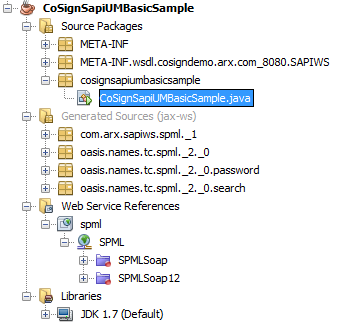 CoSignSapiUMBasicSample
Source Packages
META-INF
META-INF.wsdl.cosigndemo.arx.com_8080.SAPIWS
cosignsapiumbasicsample
CoSignSapiUMBasicSample.java
Generated Sources (jax-ws)
com.arx.sapiws.spml._1
oasis.names.tc.spml._2._0
oasis.names.tc.spml._2._0.password
oasis.names.tc.spml._2._0.search
Web Service References
spml
SPML
SPMLSoap
SPMLSoap12
Libraries
JDK 1.7 (Default)